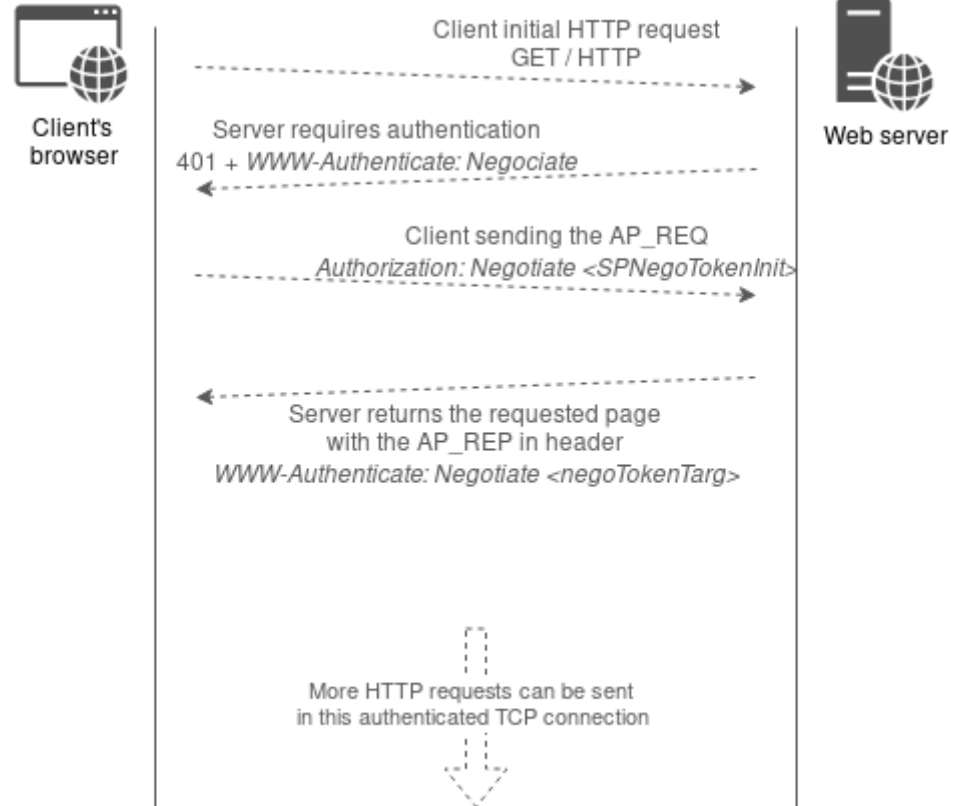 Client initial HTTP request
GET / HTTP
Client's
browser
Web server
Server requires authentication
401 + WWW-Authenticate: Negociate
Client sending the AP_REQ
Authorization: Negotiate <SPNegoTokenInit>
Server returns the requested page
with the AP_REP in header
WWW-Authenticate: Negotiate <negoTokenTarg>
More HTTP requests can be sent
in this authenticated TCP connection